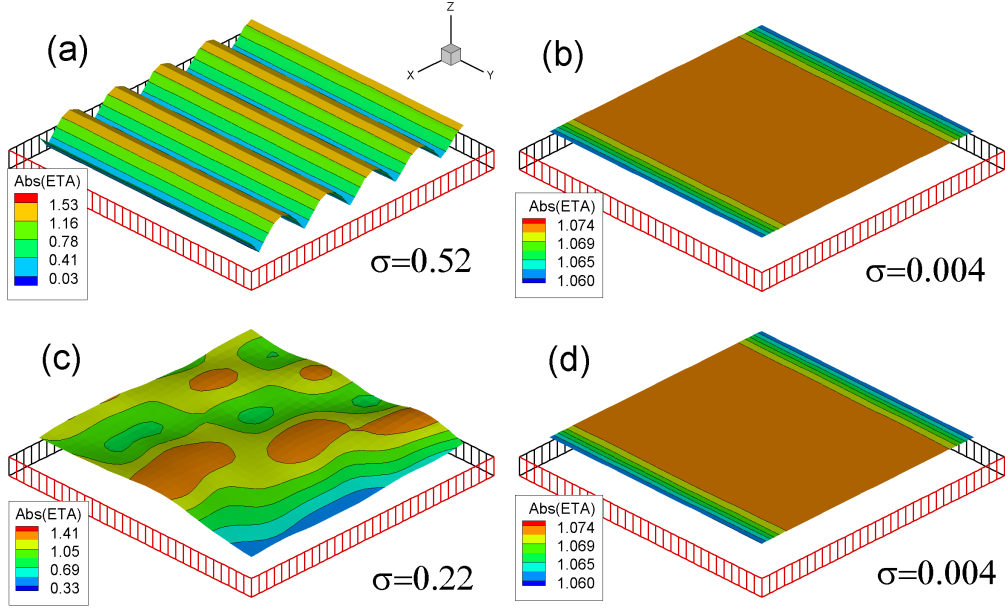 (a)
Z
X
Y
Abs(ETA)
1.53
1.16
0.78
0.41
0.03
σ=0.52
(b)
Abs(ETA)
1.074
1.069
1.065
1.060
σ=0.004
(c)
Abs(ETA)
1.41
1.05
0.69
0.33
σ=0.22
(d)
Abs(ETA)
1.074
1.069
1.065
1.060
σ=0.004